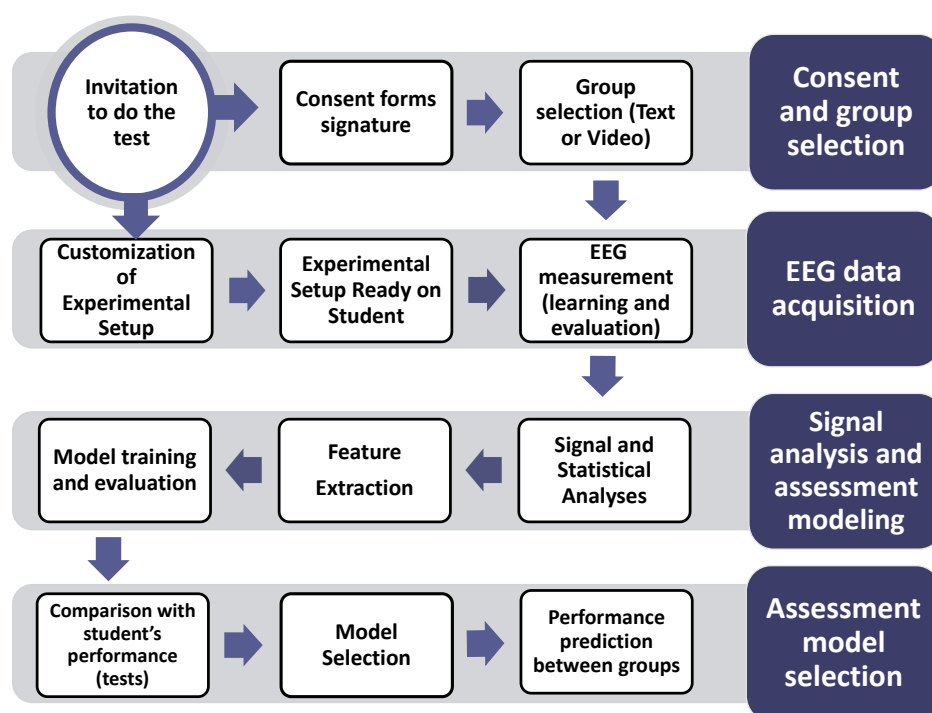 Invitation
to do the
test
Consent forms
signature
Group
selection (Text
or Video)
Consent
and group
selection
Customization
of
Experimental
Setup
Experimental
Setup Ready on
Student
EEG
measurement
(learning and
evaluation)
EEG data
acquisition
Model training
and evaluation
Feature
Extraction
Signal and
Statistical
Analyses
Signal
analysis and
assessment
modeling
Comparison with
student's
performance
(tests)
Model
Selection
Performance
prediction
between groups
Assessment
model
selection